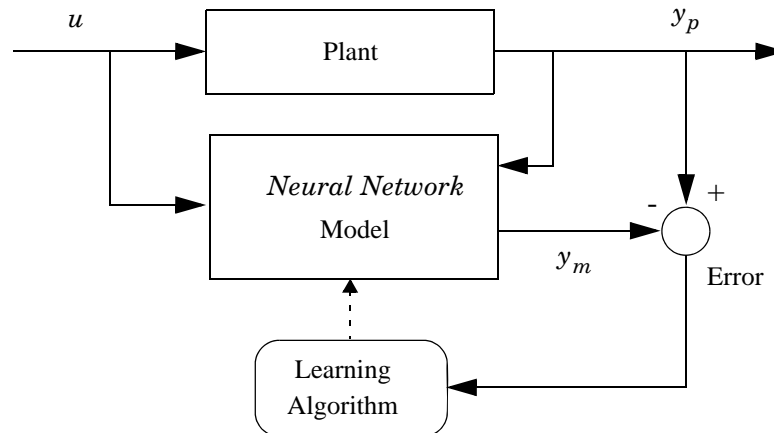 u
y_p
Plant
Neural Network
Model
- +
y_m
Error
Learning
Algorithm